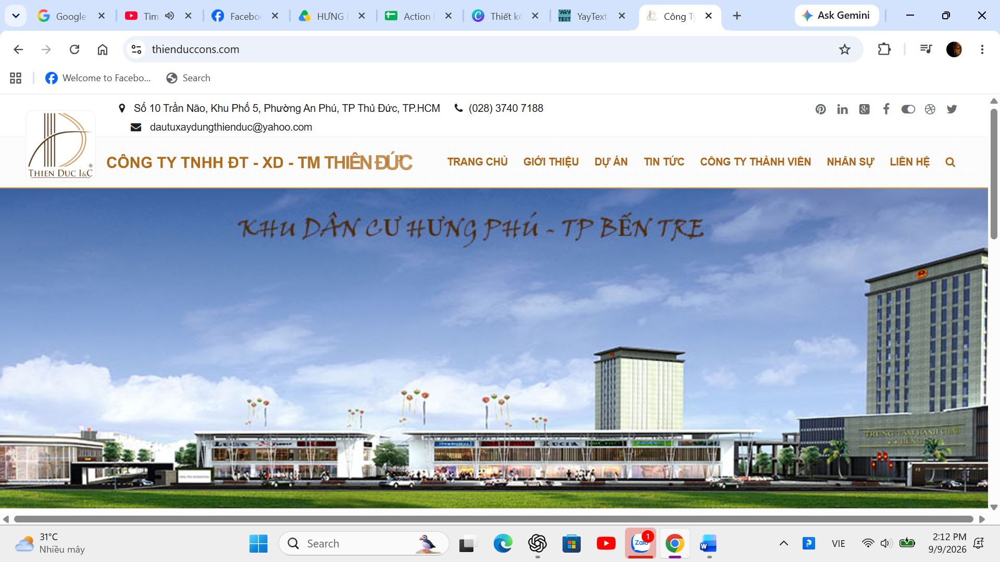 Google
Tìm
Facebo
HƯNG
Action
Thiết kế
YayText
Công Ty
Ask Gemini
thienduccons.com
Welcome to Facebo...
Search
Số 10 Trần Não, Khu Phố 5, Phường An Phú, TP Thủ Đức, TP.HCM
(028) 3740 7188
dautuxaydungthienduc@yahoo.com
THIEN DUC I&C
CÔNG TY TNHH ĐT - XD - TM THIÊN ĐỨC
TRANG CHỦ
GIỚI THIỆU
DỰ ÁN
TIN TỨC
CÔNG TY THÀNH VIÊN
NHÂN SỰ
LIÊN HỆ
KHU DÂN CƯ HƯNG PHÚ - TP BẾN TRE
TRUNG TÂM HÀNH CHÍNH
31°C
Nhiều mây
Search
Zalo
1
VIE
2:12 PM
9/9/2026